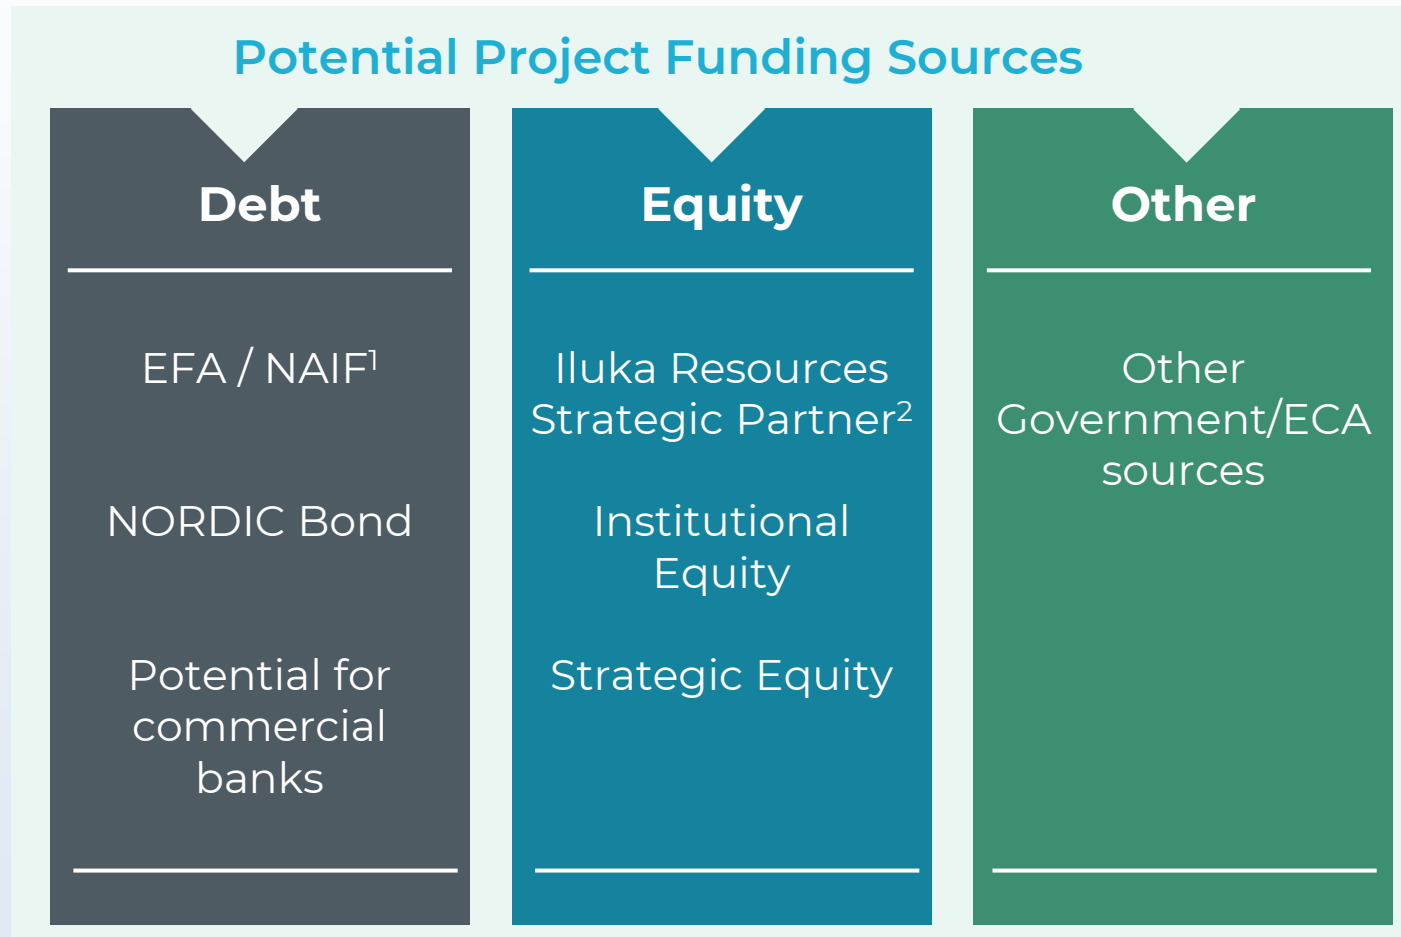 Potential Project Funding Sources
Debt
EFA / NAIF¹
NORDIC Bond
Potential for
commercial
banks
Equity
Iluka Resources
Strategic Partner²
Institutional
Equity
Strategic Equity
Other
Other
Government/ECA
sources